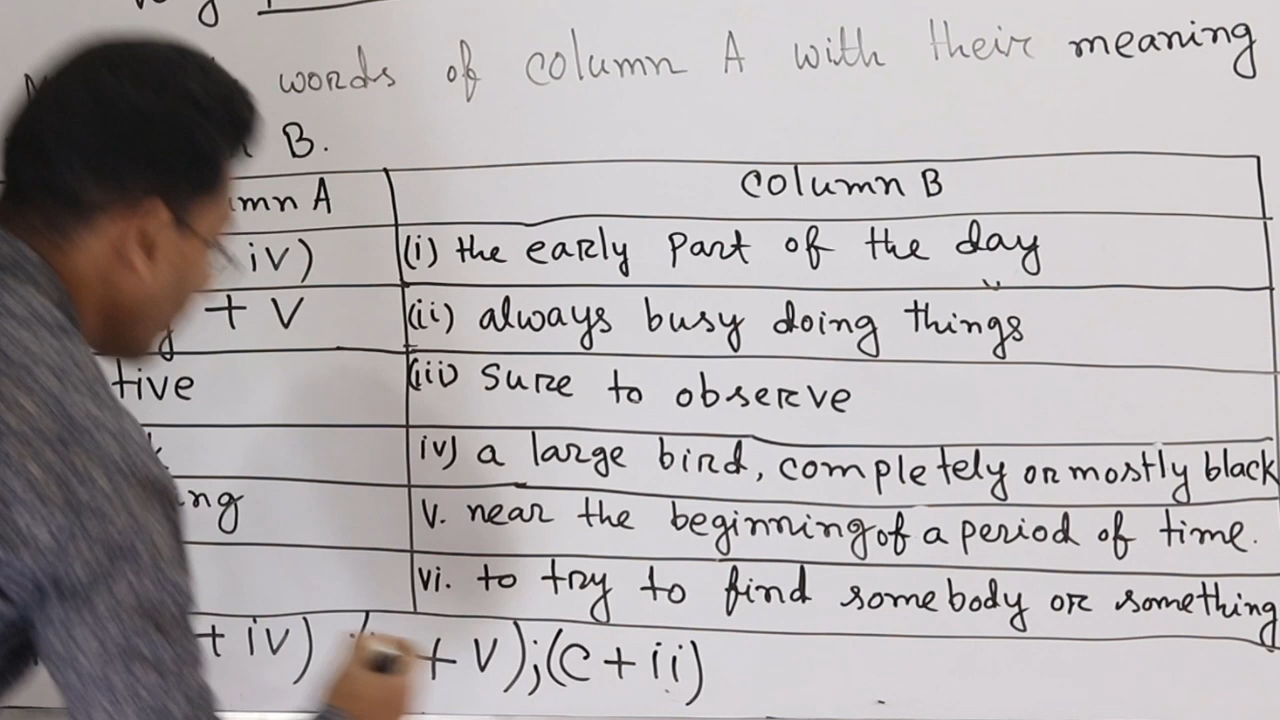 words of column A with their meaning
B.
umn A column B
iv) (i) the early part of the day
+ V (ii) always busy doing things
tive (iii) sure to observe
iv) a large bird, completely or mostly black
ng v. near the beginning of a period of time.
vi. to try to find somebody or something
+ iv) + V); (C + ii)